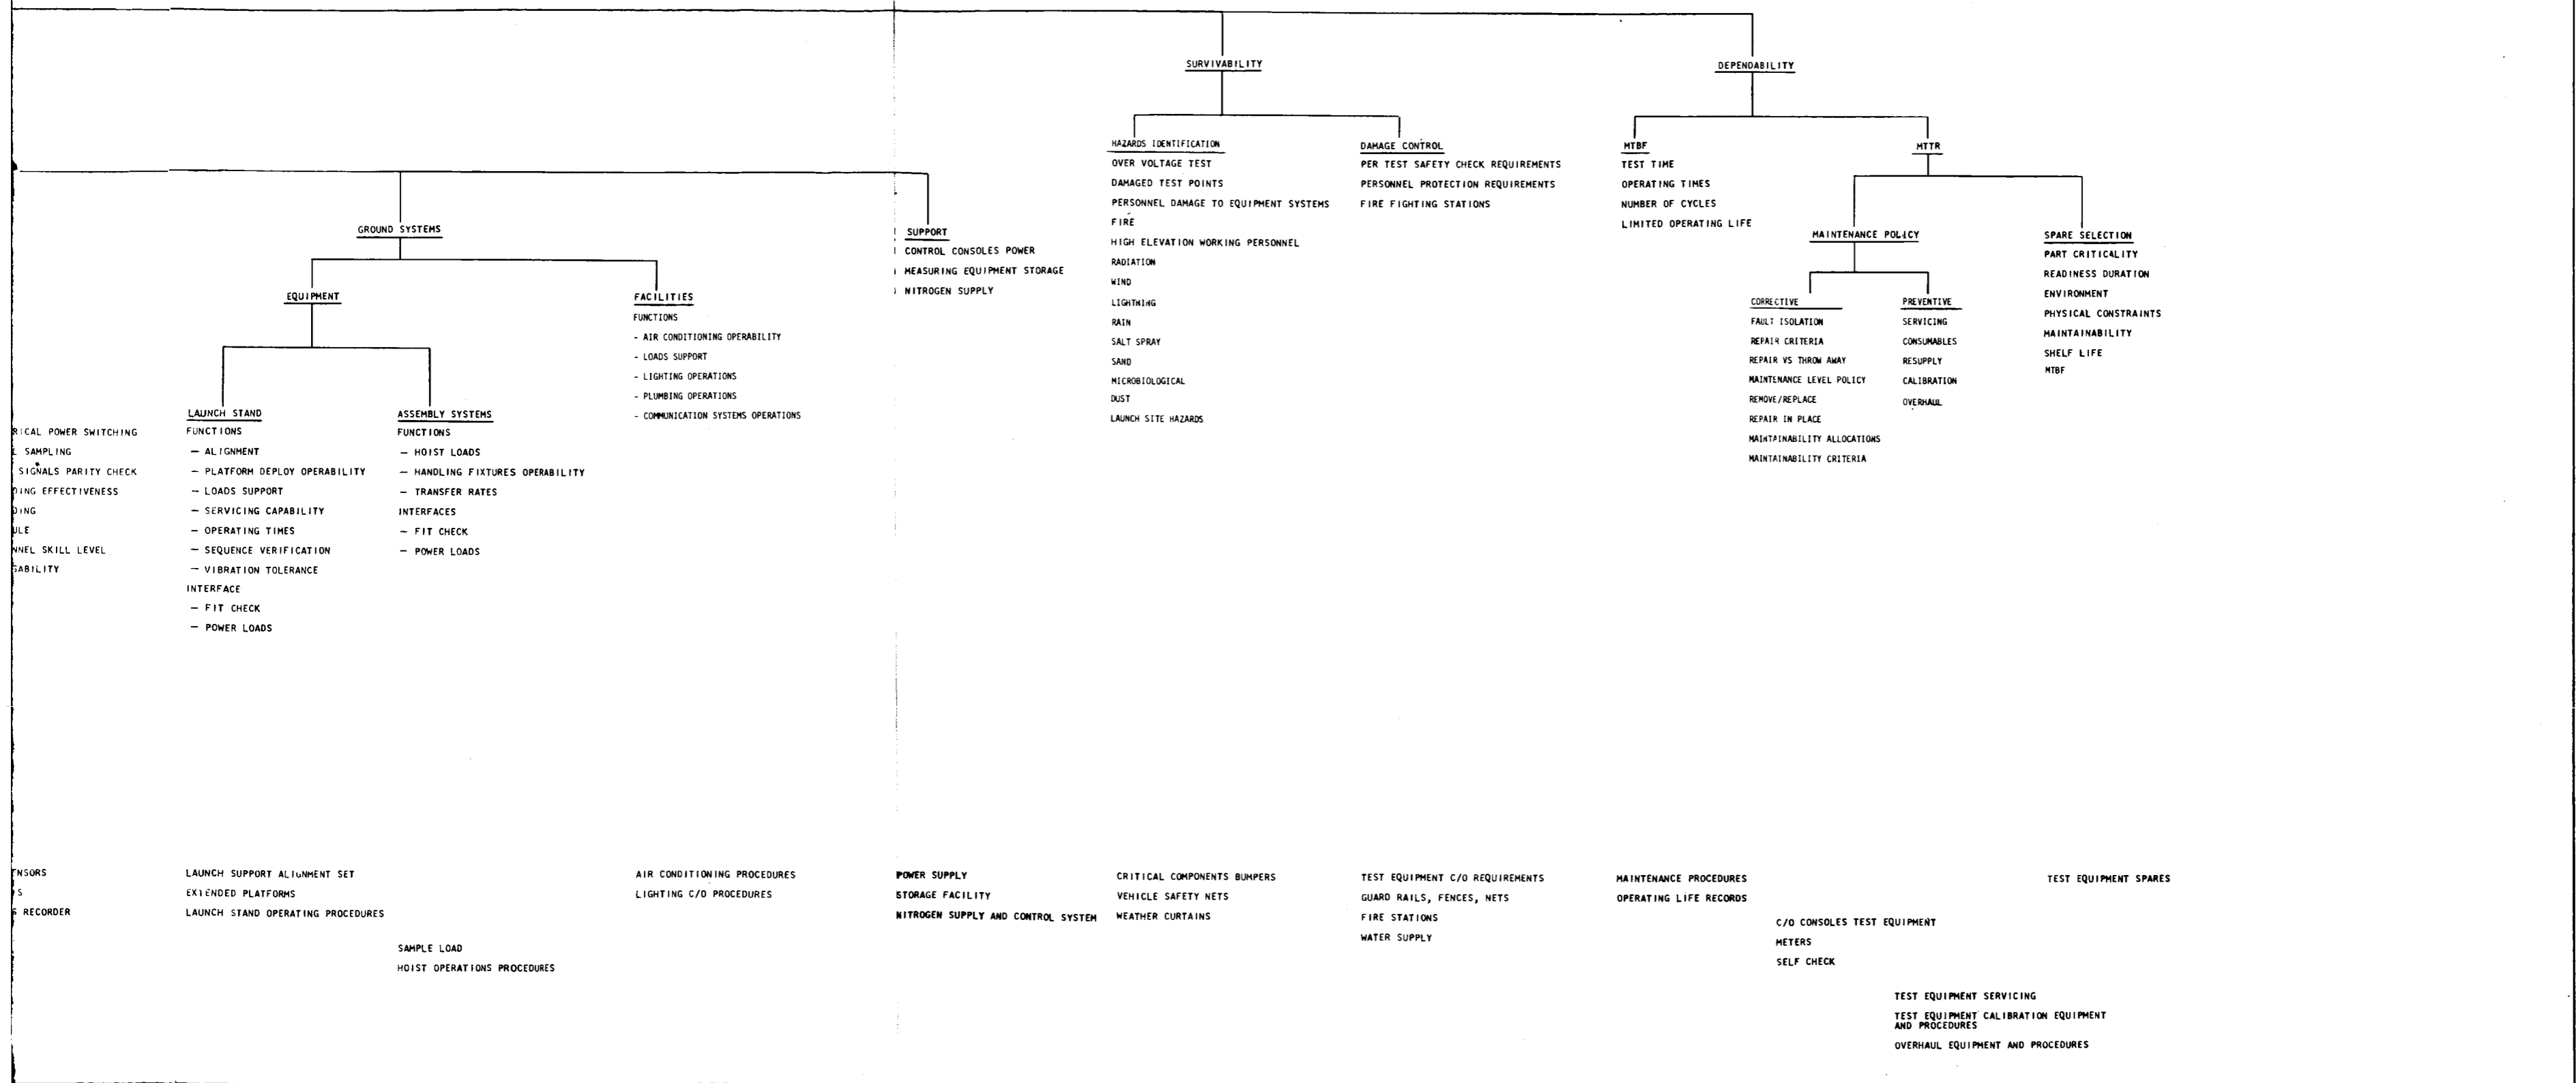 SURVIVABILITY
DEPENDABILITY
HAZARDS IDENTIFICATION
OVER VOLTAGE TEST
DAMAGED TEST POINTS
PERSONNEL DAMAGE TO EQUIPMENT SYSTEMS
FIRE
HIGH ELEVATION WORKING PERSONNEL
RADIATION
WIND
LIGHTNING
RAIN
SALT SPRAY
SAND
MICROBIOLOGICAL
DUST
LAUNCH SITE HAZARDS
DAMAGE CONTROL
PER TEST SAFETY CHECK REQUIREMENTS
PERSONNEL PROTECTION REQUIREMENTS
FIRE FIGHTING STATIONS
MTBF
TEST TIME
OPERATING TIMES
NUMBER OF CYCLES
LIMITED OPERATING LIFE
MTTR
MAINTENANCE POLICY
CORRECTIVE
FAULT ISOLATION
REPAIR CRITERIA
REPAIR VS THROW AWAY
MAINTENANCE LEVEL POLICY
REMOVE/REPLACE
REPAIR IN PLACE
MAINTAINABILITY ALLOCATIONS
MAINTAINABILITY CRITERIA
PREVENTIVE
SERVICING
CONSUMABLES
RESUPPLY
CALIBRATION
OVERHAUL
SPARE SELECTION
PART CRITICALITY
READINESS DURATION
ENVIRONMENT
PHYSICAL CONSTRAINTS
MAINTAINABILITY
SHELF LIFE
MTBF
GROUND SYSTEMS
SUPPORT
CONTROL CONSOLES POWER
MEASURING EQUIPMENT STORAGE
NITROGEN SUPPLY
EQUIPMENT
FACILITIES
FUNCTIONS
- AIR CONDITIONING OPERABILITY
- LOADS SUPPORT
- LIGHTING OPERATIONS
- PLUMBING OPERATIONS
- COMMUNICATION SYSTEMS OPERATIONS
RICAL POWER SWITCHING
L SAMPLING
SIGNALS PARITY CHECK
DING EFFECTIVENESS
DING
ULE
NNEL SKILL LEVEL
GABILITY
LAUNCH STAND
FUNCTIONS
— ALIGNMENT
— PLATFORM DEPLOY OPERABILITY
— LOADS SUPPORT
— SERVICING CAPABILITY
— OPERATING TIMES
— SEQUENCE VERIFICATION
— VIBRATION TOLERANCE
INTERFACE
— FIT CHECK
— POWER LOADS
ASSEMBLY SYSTEMS
FUNCTIONS
— HOIST LOADS
— HANDLING FIXTURES OPERABILITY
— TRANSFER RATES
INTERFACES
— FIT CHECK
— POWER LOADS
ENSORS
S
S RECORDER
LAUNCH SUPPORT ALIGNMENT SET
EXTENDED PLATFORMS
LAUNCH STAND OPERATING PROCEDURES
SAMPLE LOAD
HOIST OPERATIONS PROCEDURES
AIR CONDITIONING PROCEDURES
LIGHTING C/O PROCEDURES
POWER SUPPLY
STORAGE FACILITY
NITROGEN SUPPLY AND CONTROL SYSTEM
CRITICAL COMPONENTS BUMPERS
VEHICLE SAFETY NETS
WEATHER CURTAINS
TEST EQUIPMENT C/O REQUIREMENTS
GUARD RAILS, FENCES, NETS
FIRE STATIONS
WATER SUPPLY
MAINTENANCE PROCEDURES
OPERATING LIFE RECORDS
C/O CONSOLES TEST EQUIPMENT
METERS
SELF CHECK
TEST EQUIPMENT SERVICING
TEST EQUIPMENT CALIBRATION EQUIPMENT
AND PROCEDURES
OVERHAUL EQUIPMENT AND PROCEDURES
TEST EQUIPMENT SPARES